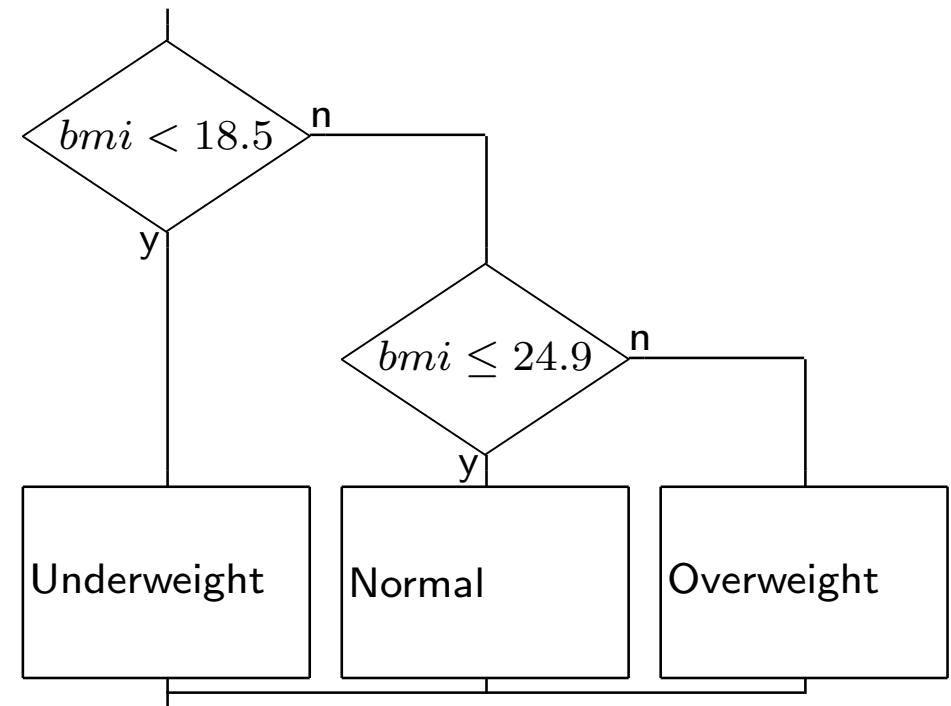 bmi < 18.5
n
y
bmi ≤ 24.9
n
y
Underweight
Normal
Overweight